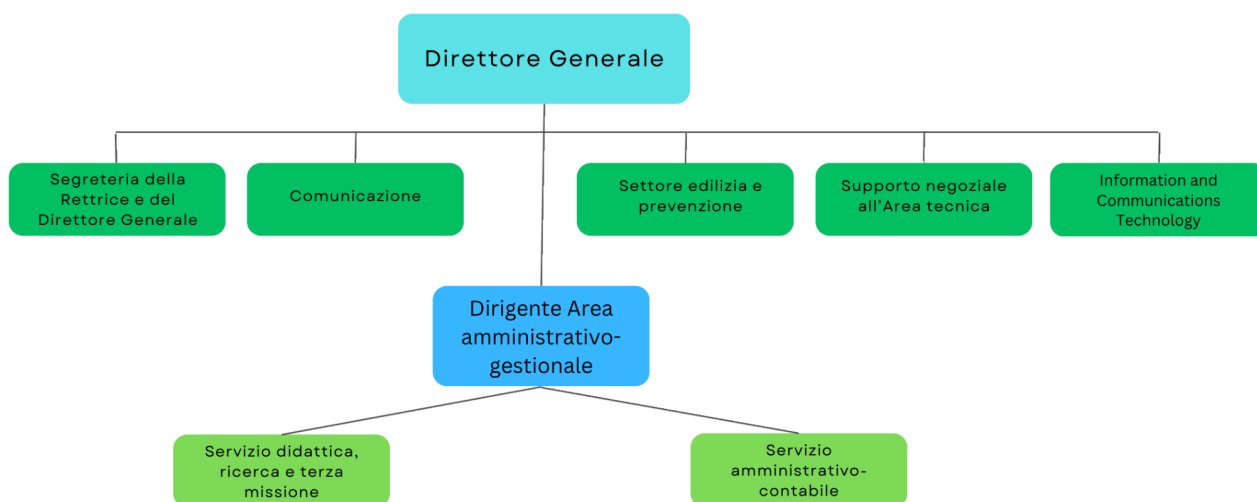 Direttore Generale
Segreteria della
Rettrice e del
Direttore Generale
Comunicazione
Settore edilizia e
prevenzione
Supporto negoziale
all'Area tecnica
Information and
Communications
Technology
Dirigente Area
amministrativo-
gestionale
Servizio didattica,
ricerca e terza
missione
Servizio
amministrativo-
contabile